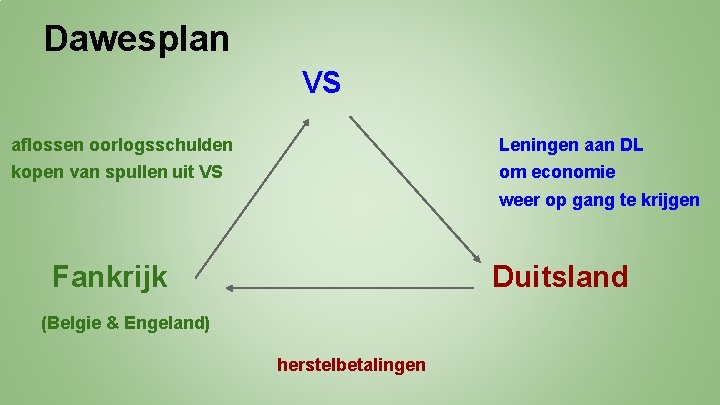 Dawesplan
VS
aflossen oorlogsschulden
kopen van spullen uit VS
Leningen aan DL
om economie
weer op gang te krijgen
Fankrijk
(Belgie & Engeland)
Duitsland
herstelbetalingen